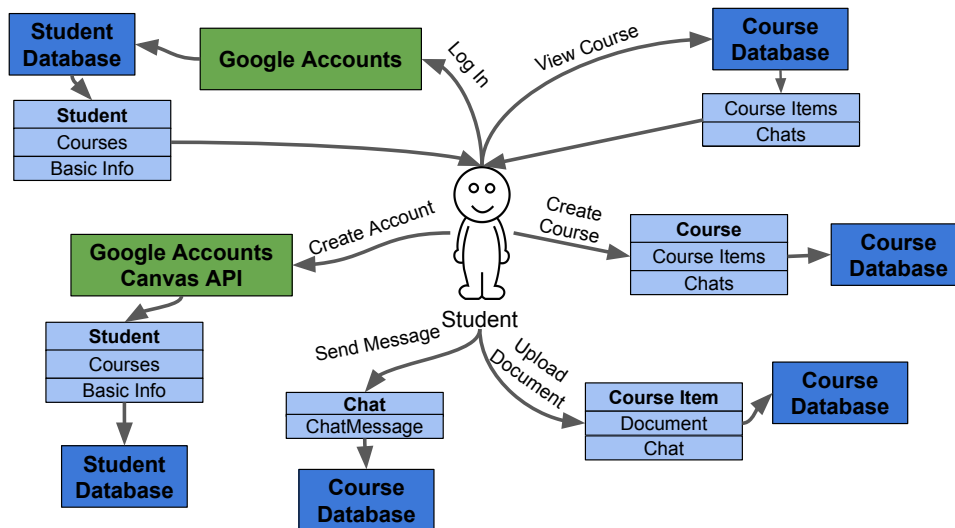 Student
Database
Google Accounts
Log In
View Course
Course
Database
Student
Courses
Basic Info
Course Items
Chats
Create Account
Create
Course
Google Accounts
Canvas API
Course
Course Items
Chats
Course
Database
Student
Student
Courses
Basic Info
Send Message
Upload
Document
Chat
ChatMessage
Course Item
Document
Chat
Course
Database
Student
Database
Course
Database